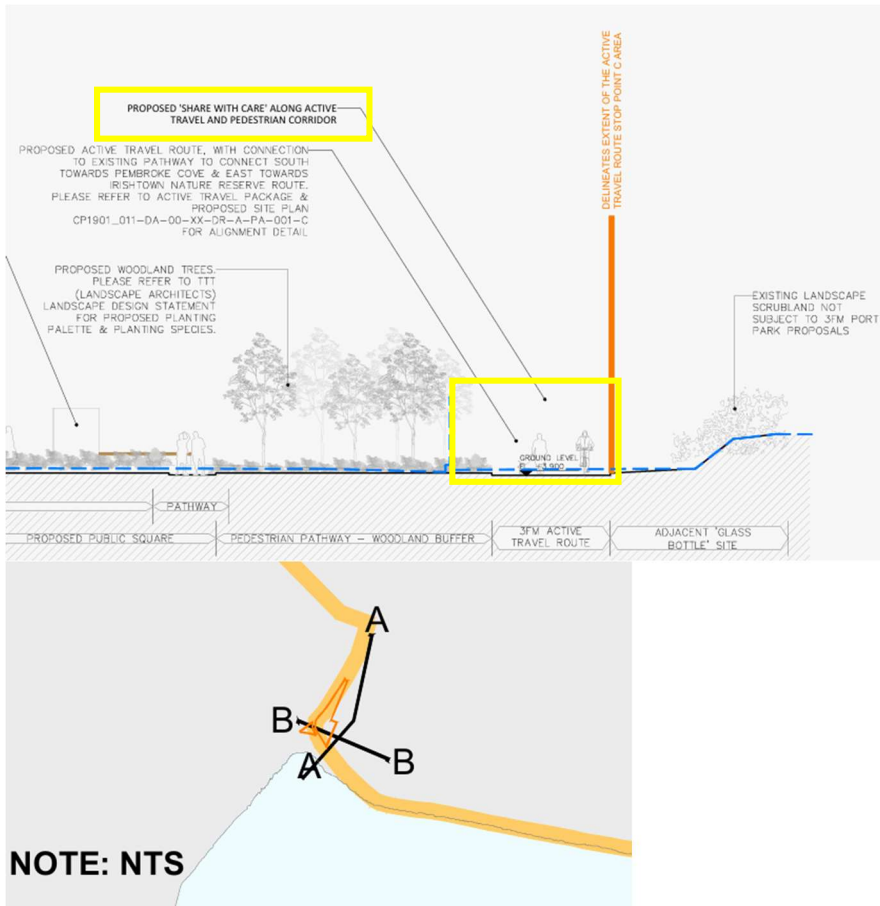 PROPOSED 'SHARE WITH CARE' ALONG ACTIVE
TRAVEL AND PEDESTRIAN CORRIDOR
PROPOSED ACTIVE TRAVEL ROUTE, WITH CONNECTION
TO EXISTING PATHWAY TO CONNECT SOUTH
TOWARDS PEMBROKE COVE & EAST TOWARDS
IRISHTOWN NATURE RESERVE ROUTE.
PLEASE REFER TO ACTIVE TRAVEL PACKAGE &
PROPOSED SITE PLAN
CP1901_011-DA-00-XX-DR-A-PA-001-C
FOR ALIGNMENT DETAIL
PROPOSED WOODLAND TREES.
PLEASE REFER TO TTT
(LANDSCAPE ARCHITECTS)
LANDSCAPE DESIGN STATEMENT
FOR PROPOSED PLANTING
PALETTE & PLANTING SPECIES.
DELINEATES EXTENT OF THE ACTIVE
TRAVEL ROUTE STOP POINT C AREA
EXISTING LANDSCAPE
SCRUBLAND NOT
SUBJECT TO 3FM PORT
PARK PROPOSALS
GROUND LEVEL
+3.900
PATHWAY
PROPOSED PUBLIC SQUARE
PEDESTRIAN PATHWAY – WOODLAND BUFFER
3FM ACTIVE
TRAVEL ROUTE
ADJACENT "GLASS
BOTTLE" SITE
A
B
B
A
NOTE: NTS